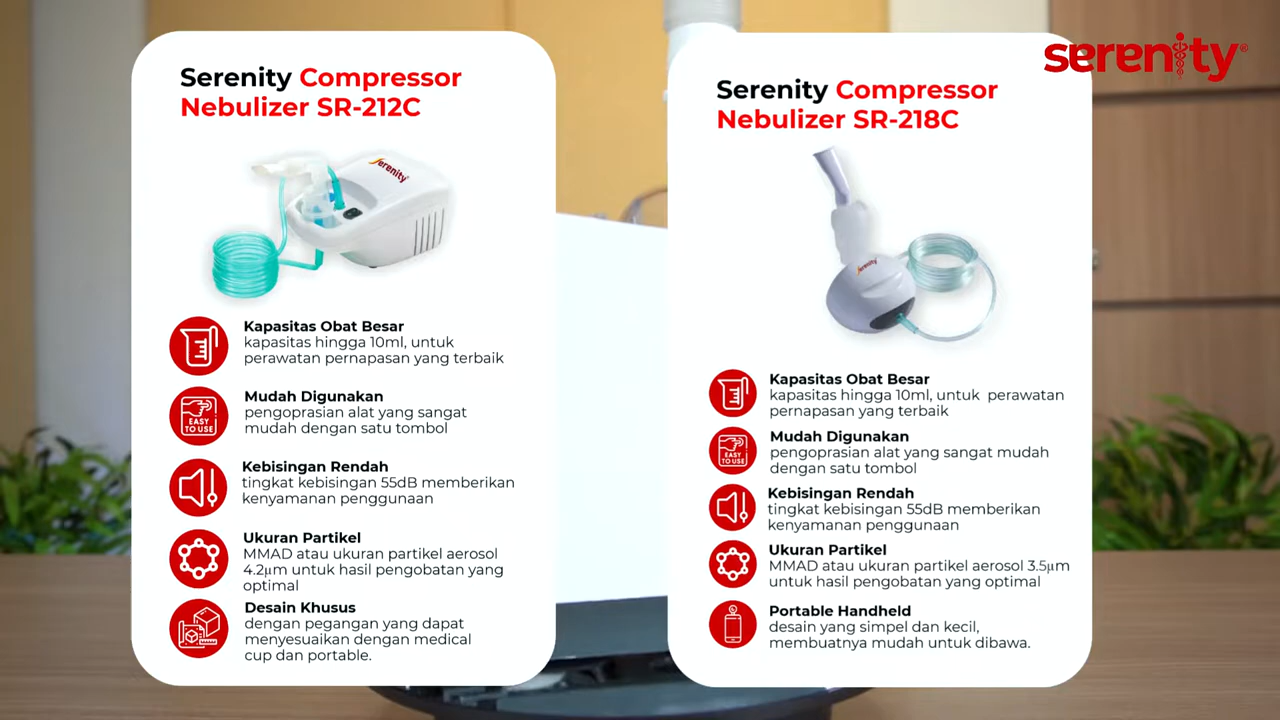 Serenity Compressor
Nebulizer SR-212C
Serenity
Kapasitas Obat Besar
kapasitas hingga 10ml, untuk
perawatan pernapasan yang terbaik
EASY
TO USE
Mudah Digunakan
pengoprasian alat yang sangat
mudah dengan satu tombol
Kebisingan Rendah
tingkat kebisingan 55dB memberikan
kenyamanan penggunaan
Ukuran Partikel
MMAD atau ukuran partikel aerosol
4.2µm untuk hasil pengobatan yang
optimal
Desain Khusus
dengan pegangan yang dapat
menyesuaikan dengan medical
cup dan portable.
serenity®
Serenity Compressor
Nebulizer SR-218C
Serenity
Kapasitas Obat Besar
kapasitas hingga 10ml, untuk  perawatan
pernapasan yang terbaik
EASY
TO USE
Mudah Digunakan
pengoprasian alat yang sangat mudah
dengan satu tombol
Kebisingan Rendah
tingkat kebisingan 55dB memberikan
kenyamanan penggunaan
Ukuran Partikel
MMAD atau ukuran partikel aerosol 3.5µm
untuk hasil pengobatan yang optimal
Portable Handheld
desain yang simpel dan kecil,
membuatnya mudah untuk dibawa.